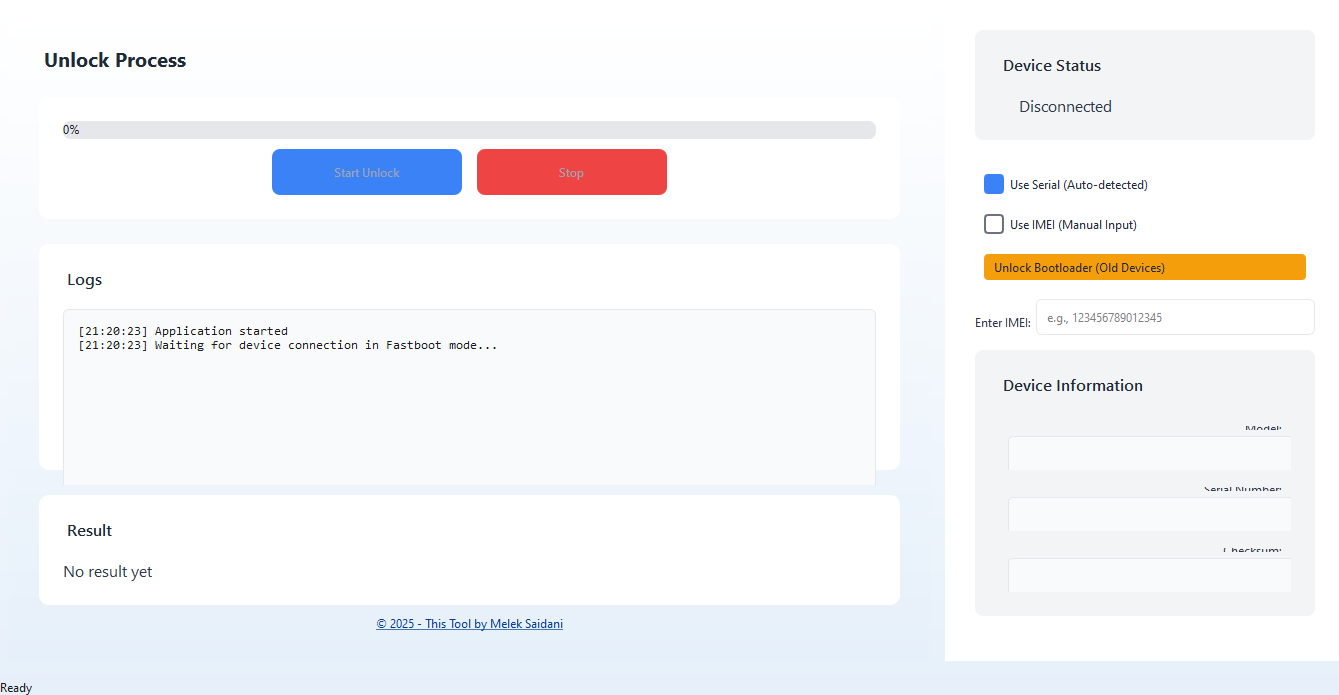 Unlock Process
0%
Start Unlock
Stop
Logs
[21:20:23] Application started
[21:20:23] Waiting for device connection in Fastboot mode...
Result
No result yet
© 2025 - This Tool by Melek Saidani
Ready
Device Status
Disconnected
Use Serial (Auto-detected)
Use IMEI (Manual Input)
Unlock Bootloader (Old Devices)
Enter IMEI: e.g., 123456789012345
Device Information
Model:
Serial Number:
Checksum: